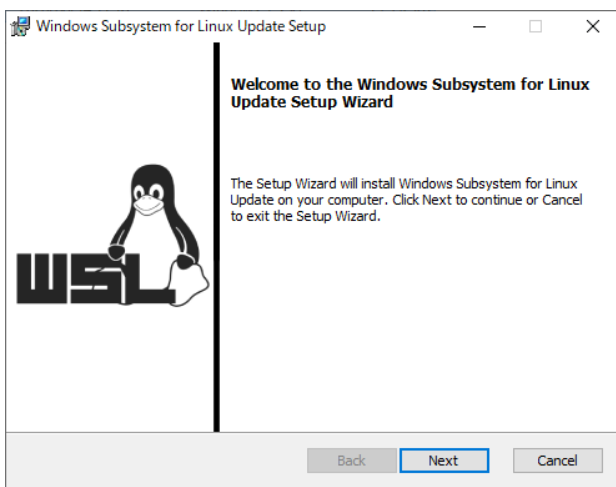 Windows Subsystem for Linux Update Setup
Welcome to the Windows Subsystem for Linux
Update Setup Wizard
The Setup Wizard will install Windows Subsystem for Linux
Update on your computer. Click Next to continue or Cancel
to exit the Setup Wizard.
WSL
Back
Next
Cancel